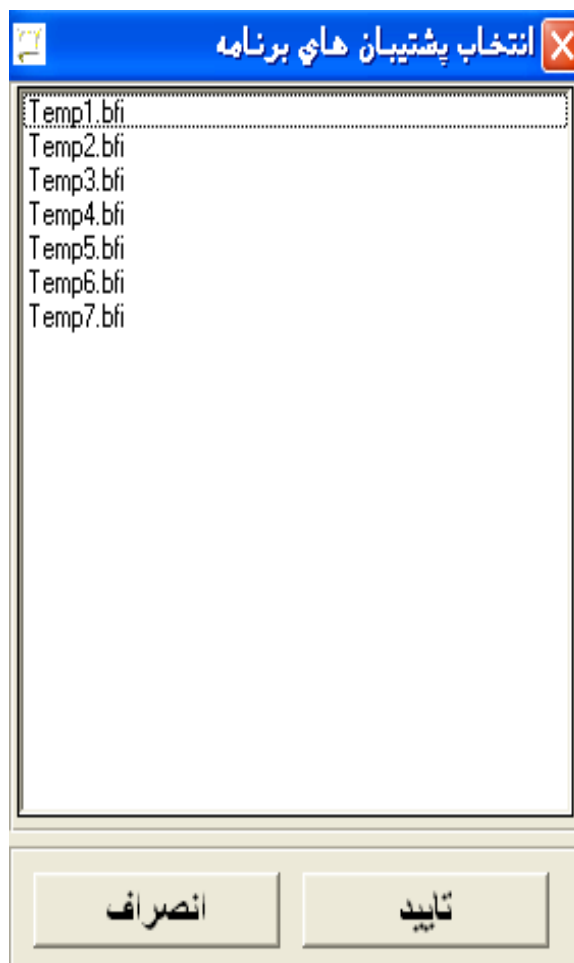 انتخاب پشتيبان هاي برنامه
Temp1.bfi
Temp2.bfi
Temp3.bfi
Temp4.bfi
Temp5.bfi
Temp6.bfi
Temp7.bfi
تاييد
انصراف